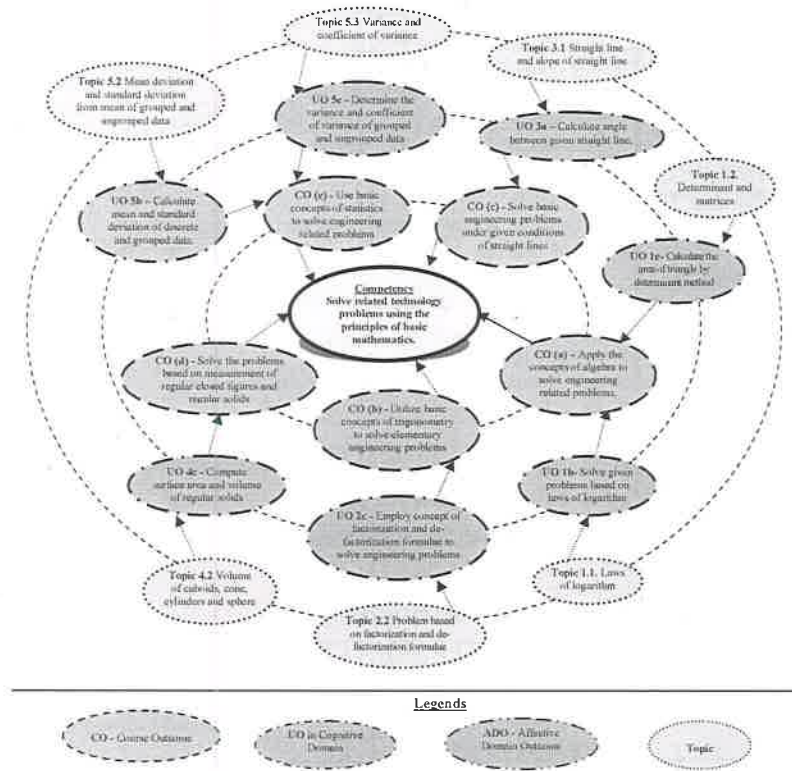 Topic 5.3 Variance and
coefficient of variance
Topic 3.1 Straight line
and slope of straight line
Topic 5.2 Mean deviation
and standard deviation
from mean of grouped and
ungrouped data
UO 5c - Determine the
variance and coefficient
of variance of grouped
and ungrouped data
UO 3a – Calculate angle
between given straight line.
Topic 1.2.
Determinant and
matrices
UO 5b – Calculate
mean and standard
deviation of discrete
and grouped data.
CO (e) - Use basic
concepts of statistics
to solve engineering
related problems
CO (c) - Solve basic
engineering problems
under given conditions
of straight lines
UO 1e- Calculate the
area of triangle by
determinant method
Competency
Solve related technology
problems using the
principles of basic
mathematics.
CO (d) - Solve the problems
based on measurement of
regular closed figures and
regular solids
CO (a) – Apply the
concepts of algebra to
solve engineering
related problems.
CO (b) - Utilize basic
concepts of trigonometry
to solve elementary
engineering problems
UO 4c - Compute
surface area and volume
of regular solids
UO 1b- Solve given
problems based on
laws of logarithm
UO 2c - Employ concept of
factorization and de-
factorization formulae to
solve engineering problems
Topic 4.2 Volume
of cuboids, cone,
cylinders and sphere
Topic 1.1. Laws
of logarithm
Topic 2.2 Problem based
on factorization and de-
factorization formulae
Legends
CO - Course Outcome
UO in Cognitive
Domain
ADO - Affective
Domain Outcome
Topic